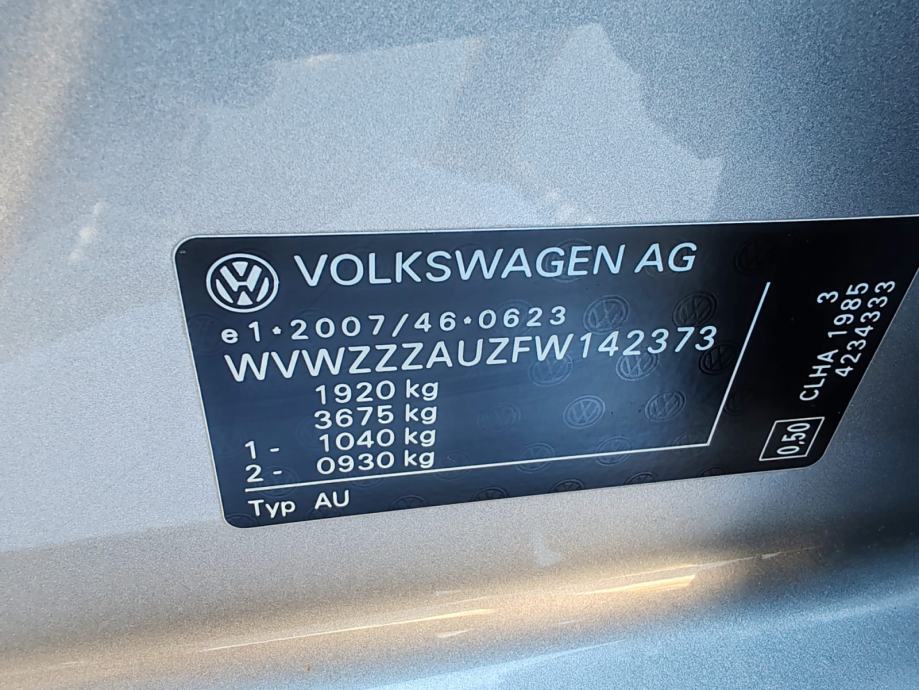 VOLKSWAGEN AG
e1*2007/46*0623
WVWZZZAUZFW142373
1920 kg
3675 kg
1- 1040 kg
2- 0930 kg
Typ AU
3
CLHA 1985
4234333
0,50